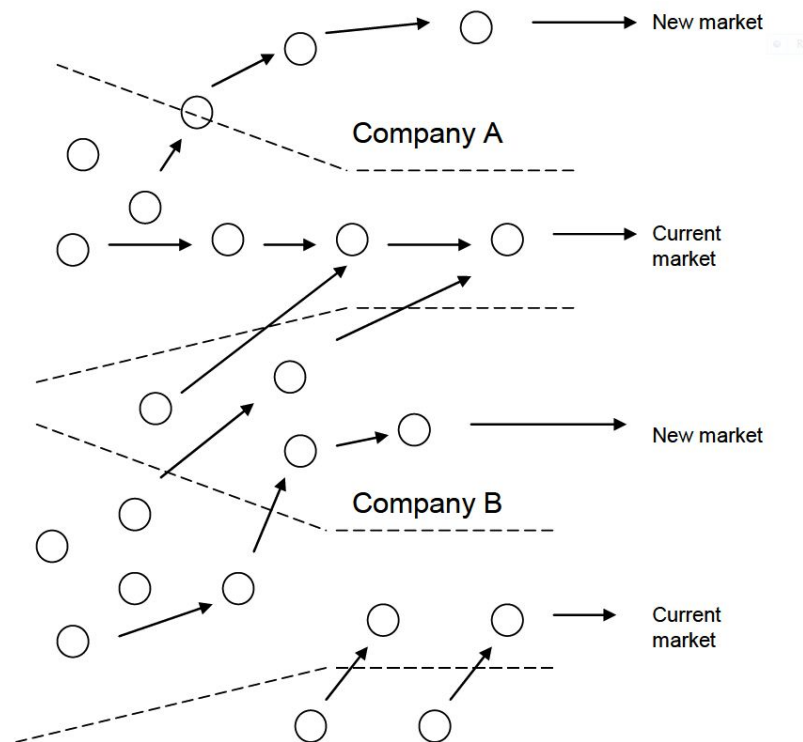 New market
Company A
Current
market
New market
Company B
Current
market